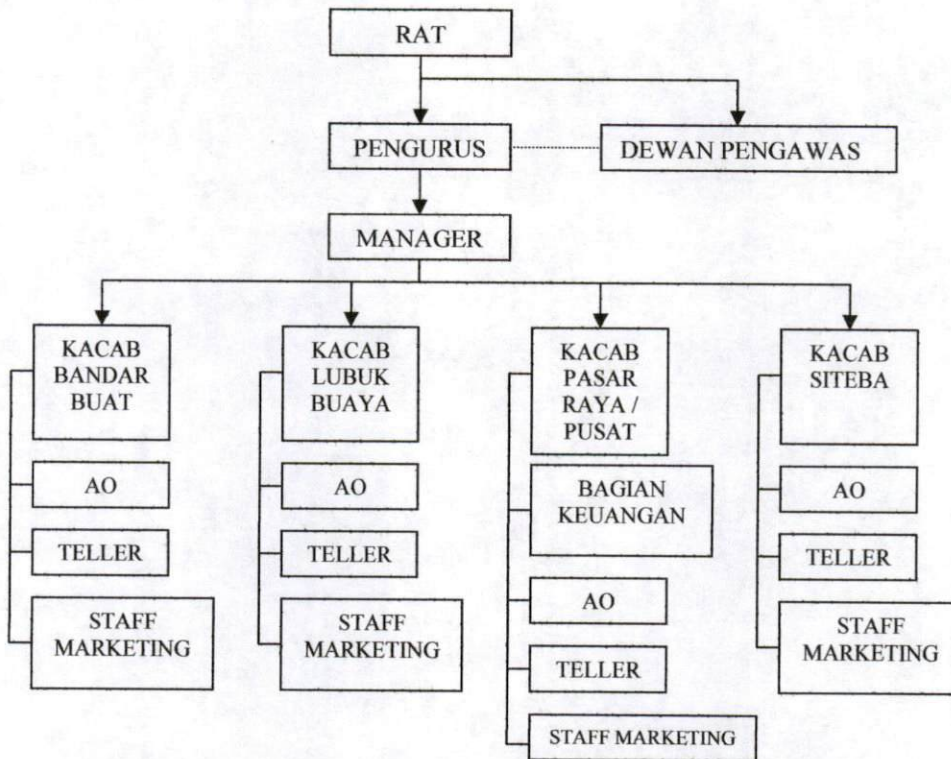 RAT
PENGURUS
DEWAN PENGAWAS
MANAGER
KACAB
BANDAR
BUAT
AO
TELLER
STAFF
MARKETING
KACAB
LUBUK
BUAYA
AO
TELLER
STAFF
MARKETING
KACAB
PASAR
RAYA /
PUSAT
BAGIAN
KEUANGAN
AO
TELLER
STAFF MARKETING
KACAB
SITEBA
AO
TELLER
STAFF
MARKETING